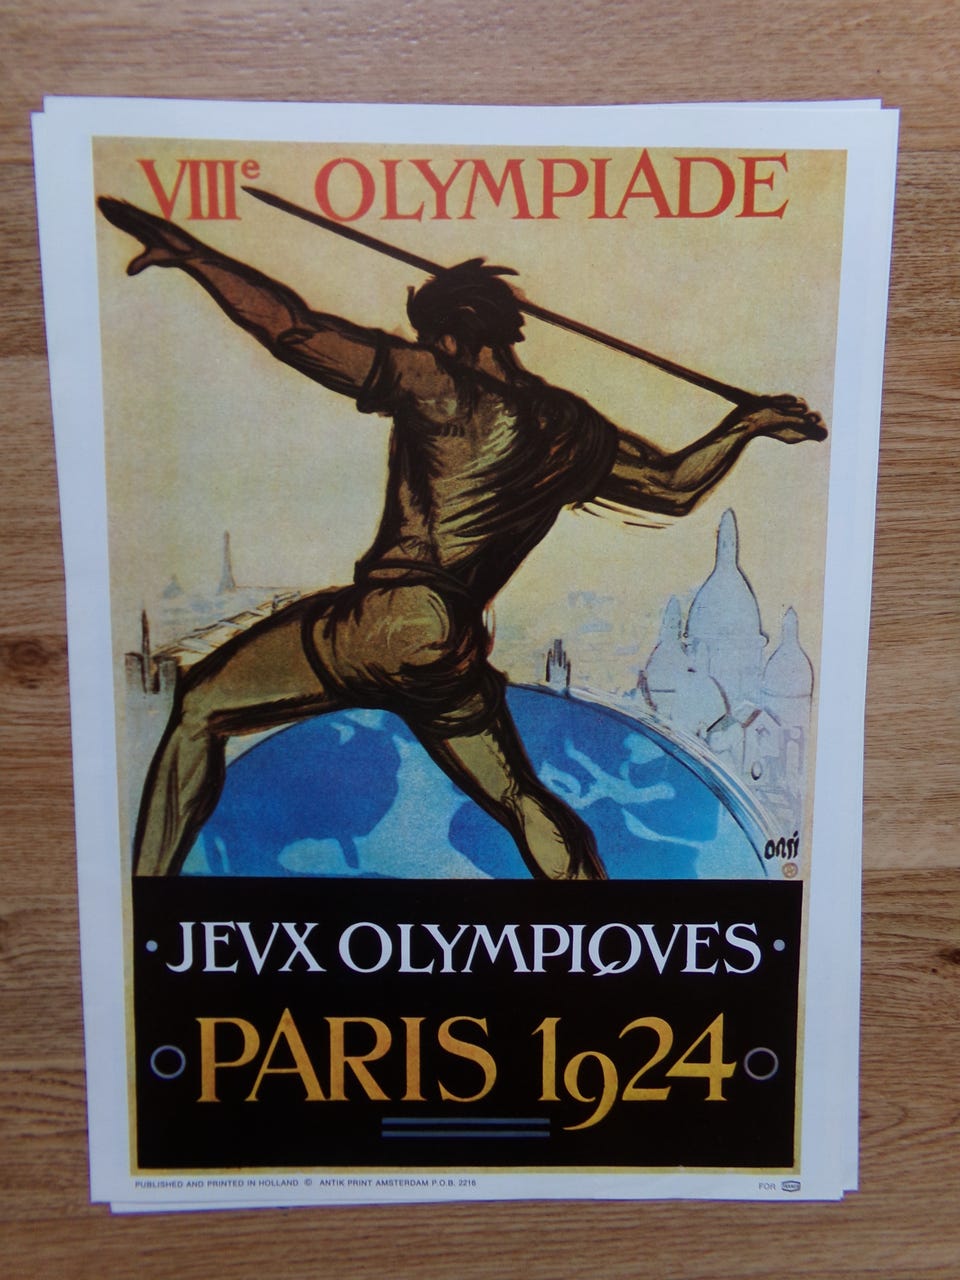 VIIIe OLYMPIADE
ORSI
• JEVX OLYMPIQVES •
PARIS 1924
PUBLISHED AND PRINTED IN HOLLAND © ANTIK PRINT AMSTERDAM P.O.B. 2216
FOR